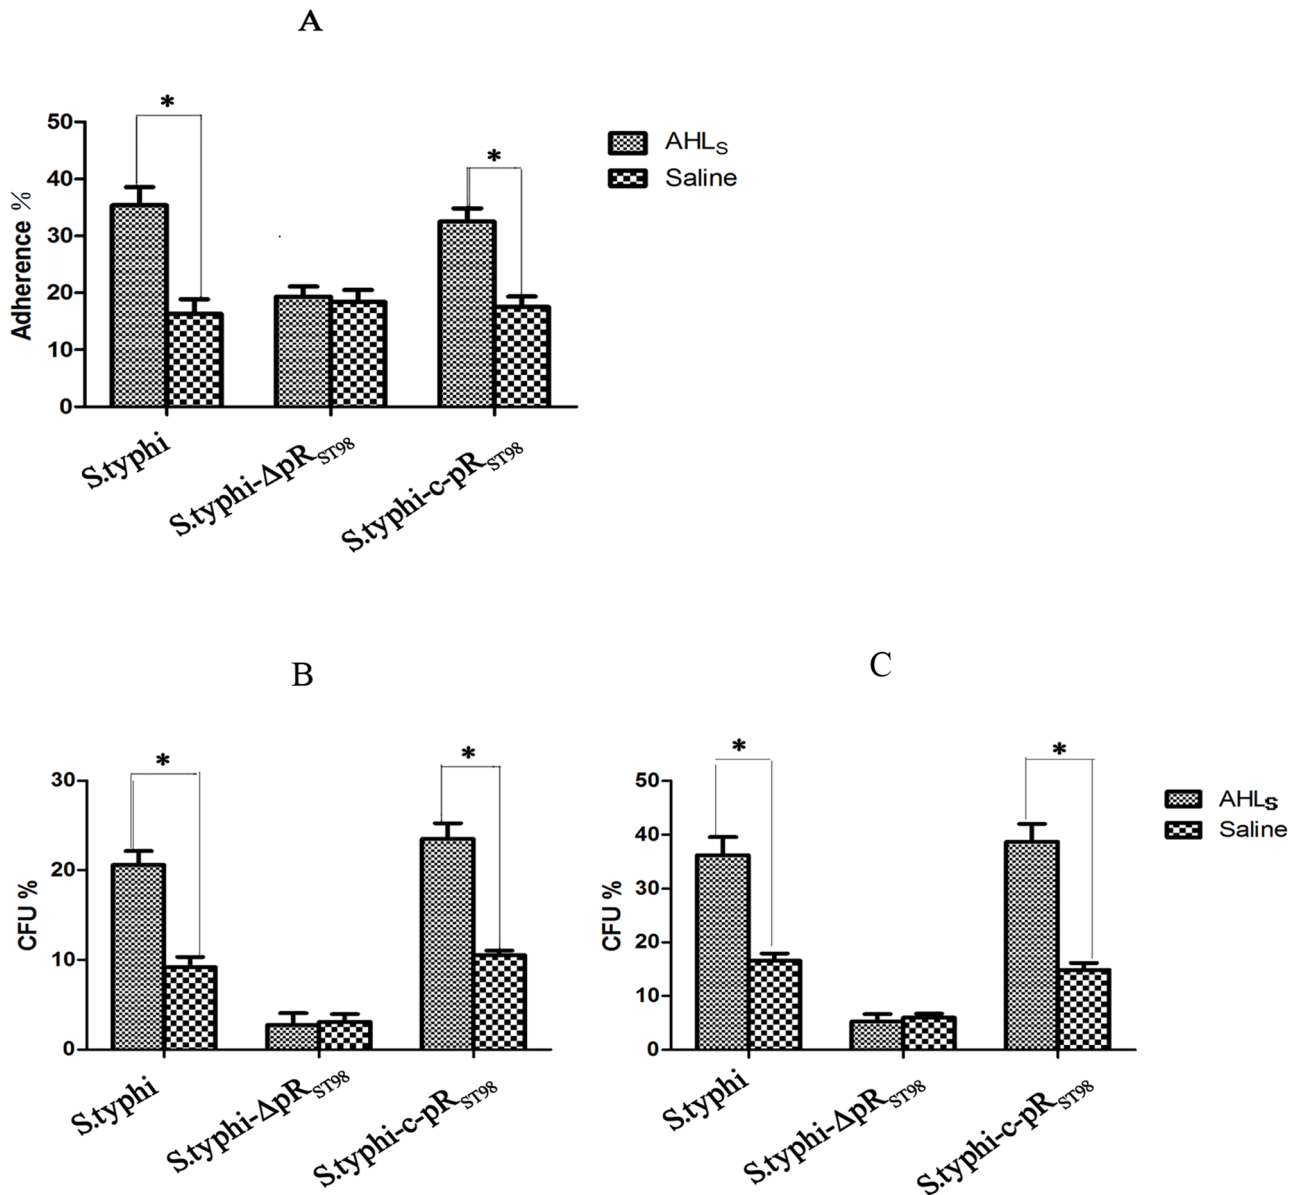 A
*
*
50
40
30
20
10
0
Adherence %
AHLS
Saline
S.typhi
S.typhi-ΔpRST98
S.typhi-c-pRST98
B
*
*
30
20
10
0
CFU %
S.typhi
S.typhi-ΔpRST98
S.typhi-c-pRST98
C
*
*
50
40
30
20
10
0
CFU %
AHLS
Saline
S.typhi
S.typhi-ΔpRST98
S.typhi-c-pRST98